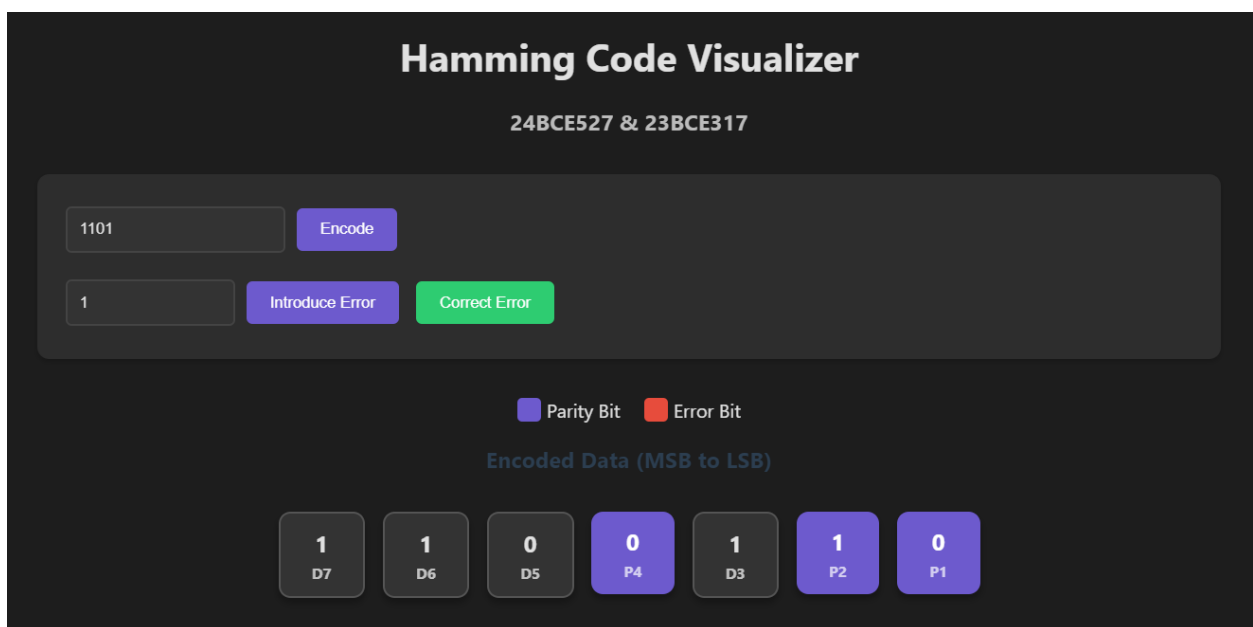 Hamming Code Visualizer
24BCE527 & 23BCE317
1101 Encode
1 Introduce Error Correct Error
Parity Bit Error Bit
Encoded Data (MSB to LSB)
1 1 0 0 1 1 0
D7 D6 D5 P4 D3 P2 P1